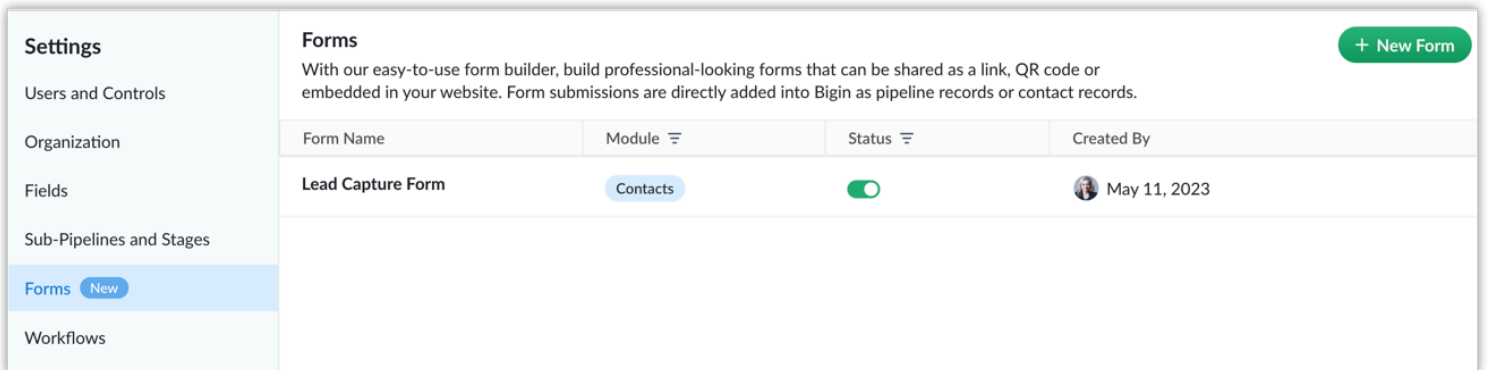 Settings
Users and Controls
Organization
Fields
Sub-Pipelines and Stages
Forms New
Workflows
Forms
+ New Form
With our easy-to-use form builder, build professional-looking forms that can be shared as a link, QR code or
embedded in your website. Form submissions are directly added into Bigin as pipeline records or contact records.
Form Name Module Status Created By
Lead Capture Form Contacts May 11, 2023